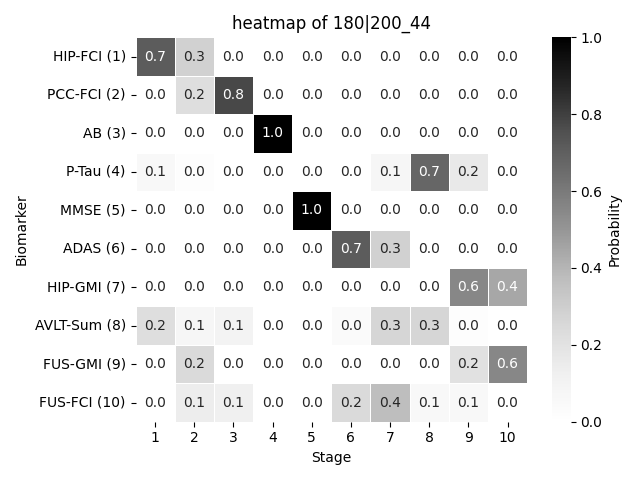 heatmap of 180|200_44
HIP-FCI (1) 0.7 0.3 0.0 0.0 0.0 0.0 0.0 0.0 0.0 0.0
PCC-FCI (2) 0.0 0.2 0.8 0.0 0.0 0.0 0.0 0.0 0.0 0.0
AB (3) 0.0 0.0 0.0 1.0 0.0 0.0 0.0 0.0 0.0 0.0
P-Tau (4) 0.1 0.0 0.0 0.0 0.0 0.0 0.1 0.7 0.2 0.0
MMSE (5) 0.0 0.0 0.0 0.0 1.0 0.0 0.0 0.0 0.0 0.0
ADAS (6) 0.0 0.0 0.0 0.0 0.0 0.7 0.3 0.0 0.0 0.0
HIP-GMI (7) 0.0 0.0 0.0 0.0 0.0 0.0 0.0 0.0 0.6 0.4
AVLT-Sum (8) 0.2 0.1 0.1 0.0 0.0 0.0 0.3 0.3 0.0 0.0
FUS-GMI (9) 0.0 0.2 0.0 0.0 0.0 0.0 0.0 0.0 0.2 0.6
FUS-FCI (10) 0.0 0.1 0.1 0.0 0.0 0.2 0.4 0.1 0.1 0.0
1 2 3 4 5 6 7 8 9 10
Stage
Biomarker
1.0
0.8
0.6
0.4
0.2
0.0
Probability